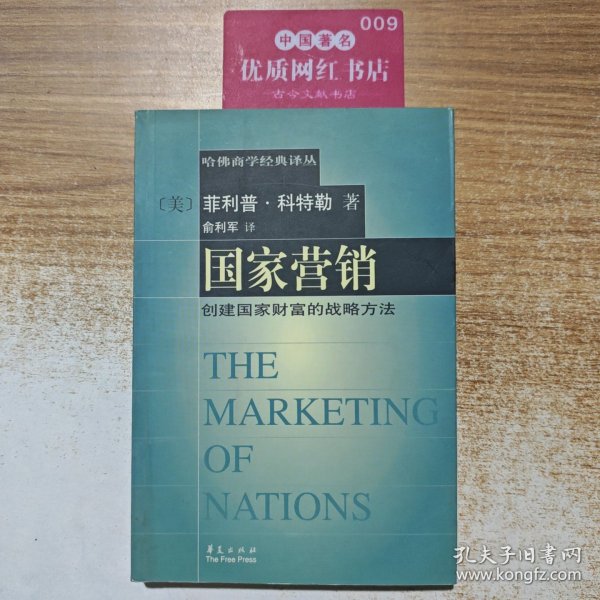 009
中国著名
优质网红书店
古今文献书店
哈佛商学经典译丛
〔美〕菲利普·科特勒 著
俞利军 译
国家营销
创建国家财富的战略方法
THE
MARKETING
OF
NATIONS
华夏出版社
The Free Press
孔夫子旧书网
www.kongfz.com